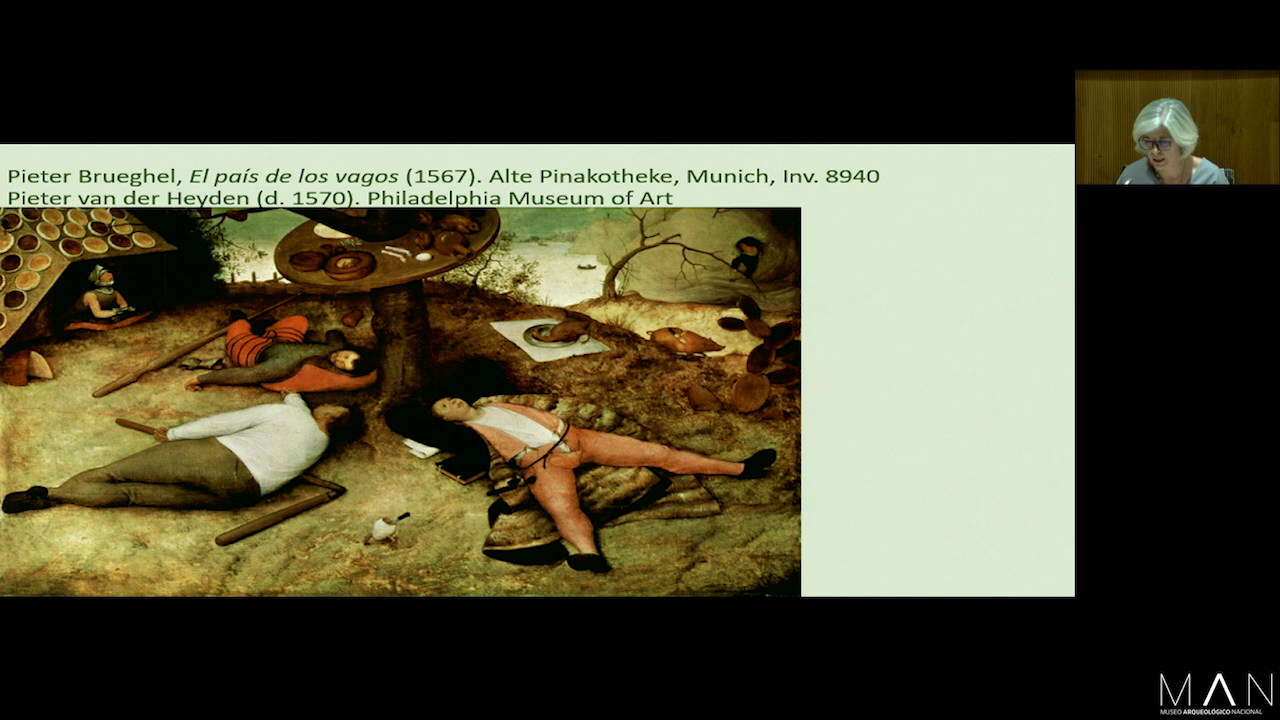 Pieter Brueghel, El país de los vagos (1567). Alte Pinakotheke, Munich, Inv. 8940
Pieter van der Heyden (d. 1570). Philadelphia Museum of Art
MAN
MUSEO ARQUEOLÓGICO NACIONAL